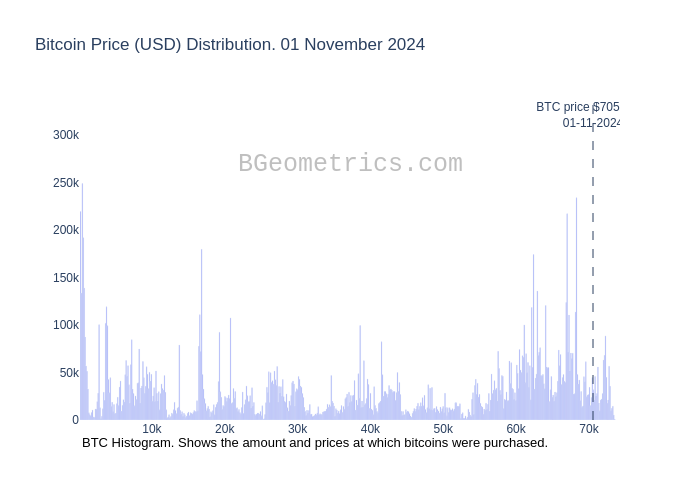 Bitcoin Price (USD) Distribution. 01 November 2024
BTC price $705
01-11-2024
300k
BGeometrics.com
250k
200k
150k
100k
50k
0
10k 20k 30k 40k 50k 60k 70k
BTC Histogram. Shows the amount and prices at which bitcoins were purchased.